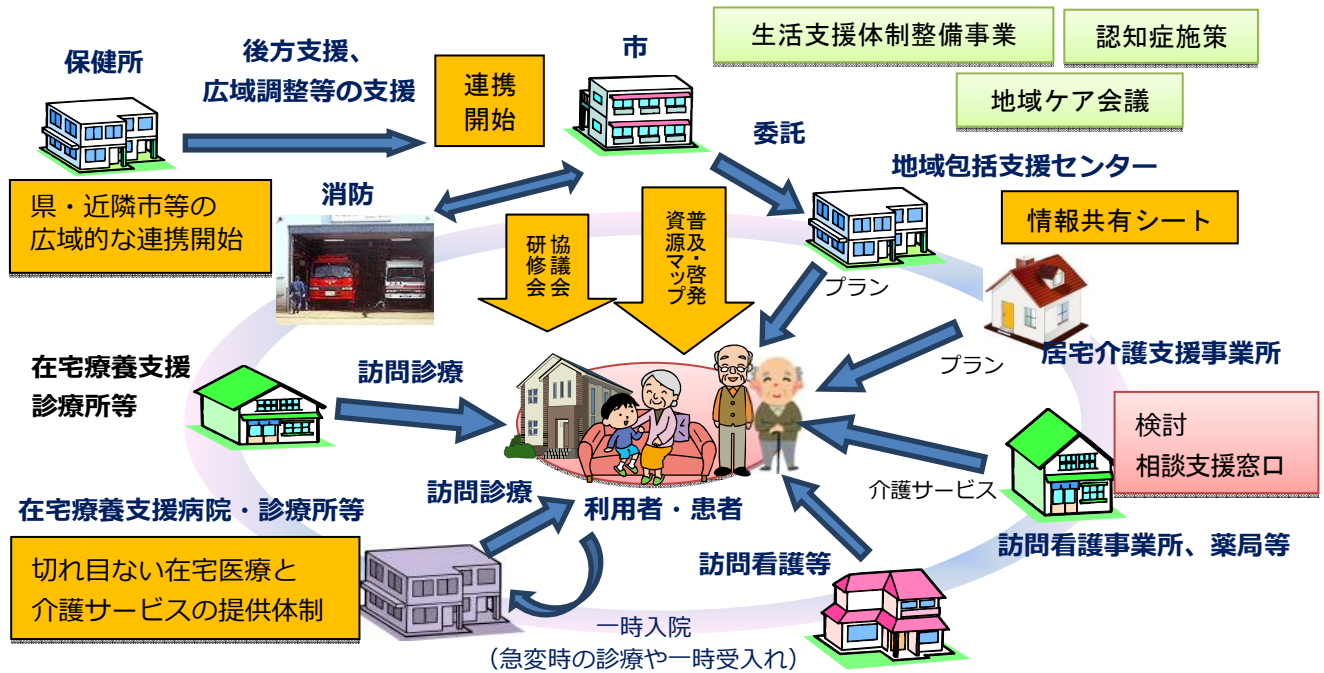 生活支援体制整備事業
認知症施策
地域ケア会議
保健所
後方支援、
広域調整等の支援
連携
開始
市
委託
地域包括支援センター
県・近隣市等の
広域的な連携開始
消防
協議会
研修会
普及・啓発
資源マップ
情報共有シート
プラン
プラン
居宅介護支援事業所
在宅療養支援
診療所等
訪問診療
検討
相談支援窓口
介護サービス
訪問診療
利用者・患者
在宅療養支援病院・診療所等
訪問看護等
訪問看護事業所、薬局等
切れ目ない在宅医療と
介護サービスの提供体制
一時入院
（急変時の診療や一時受入れ）